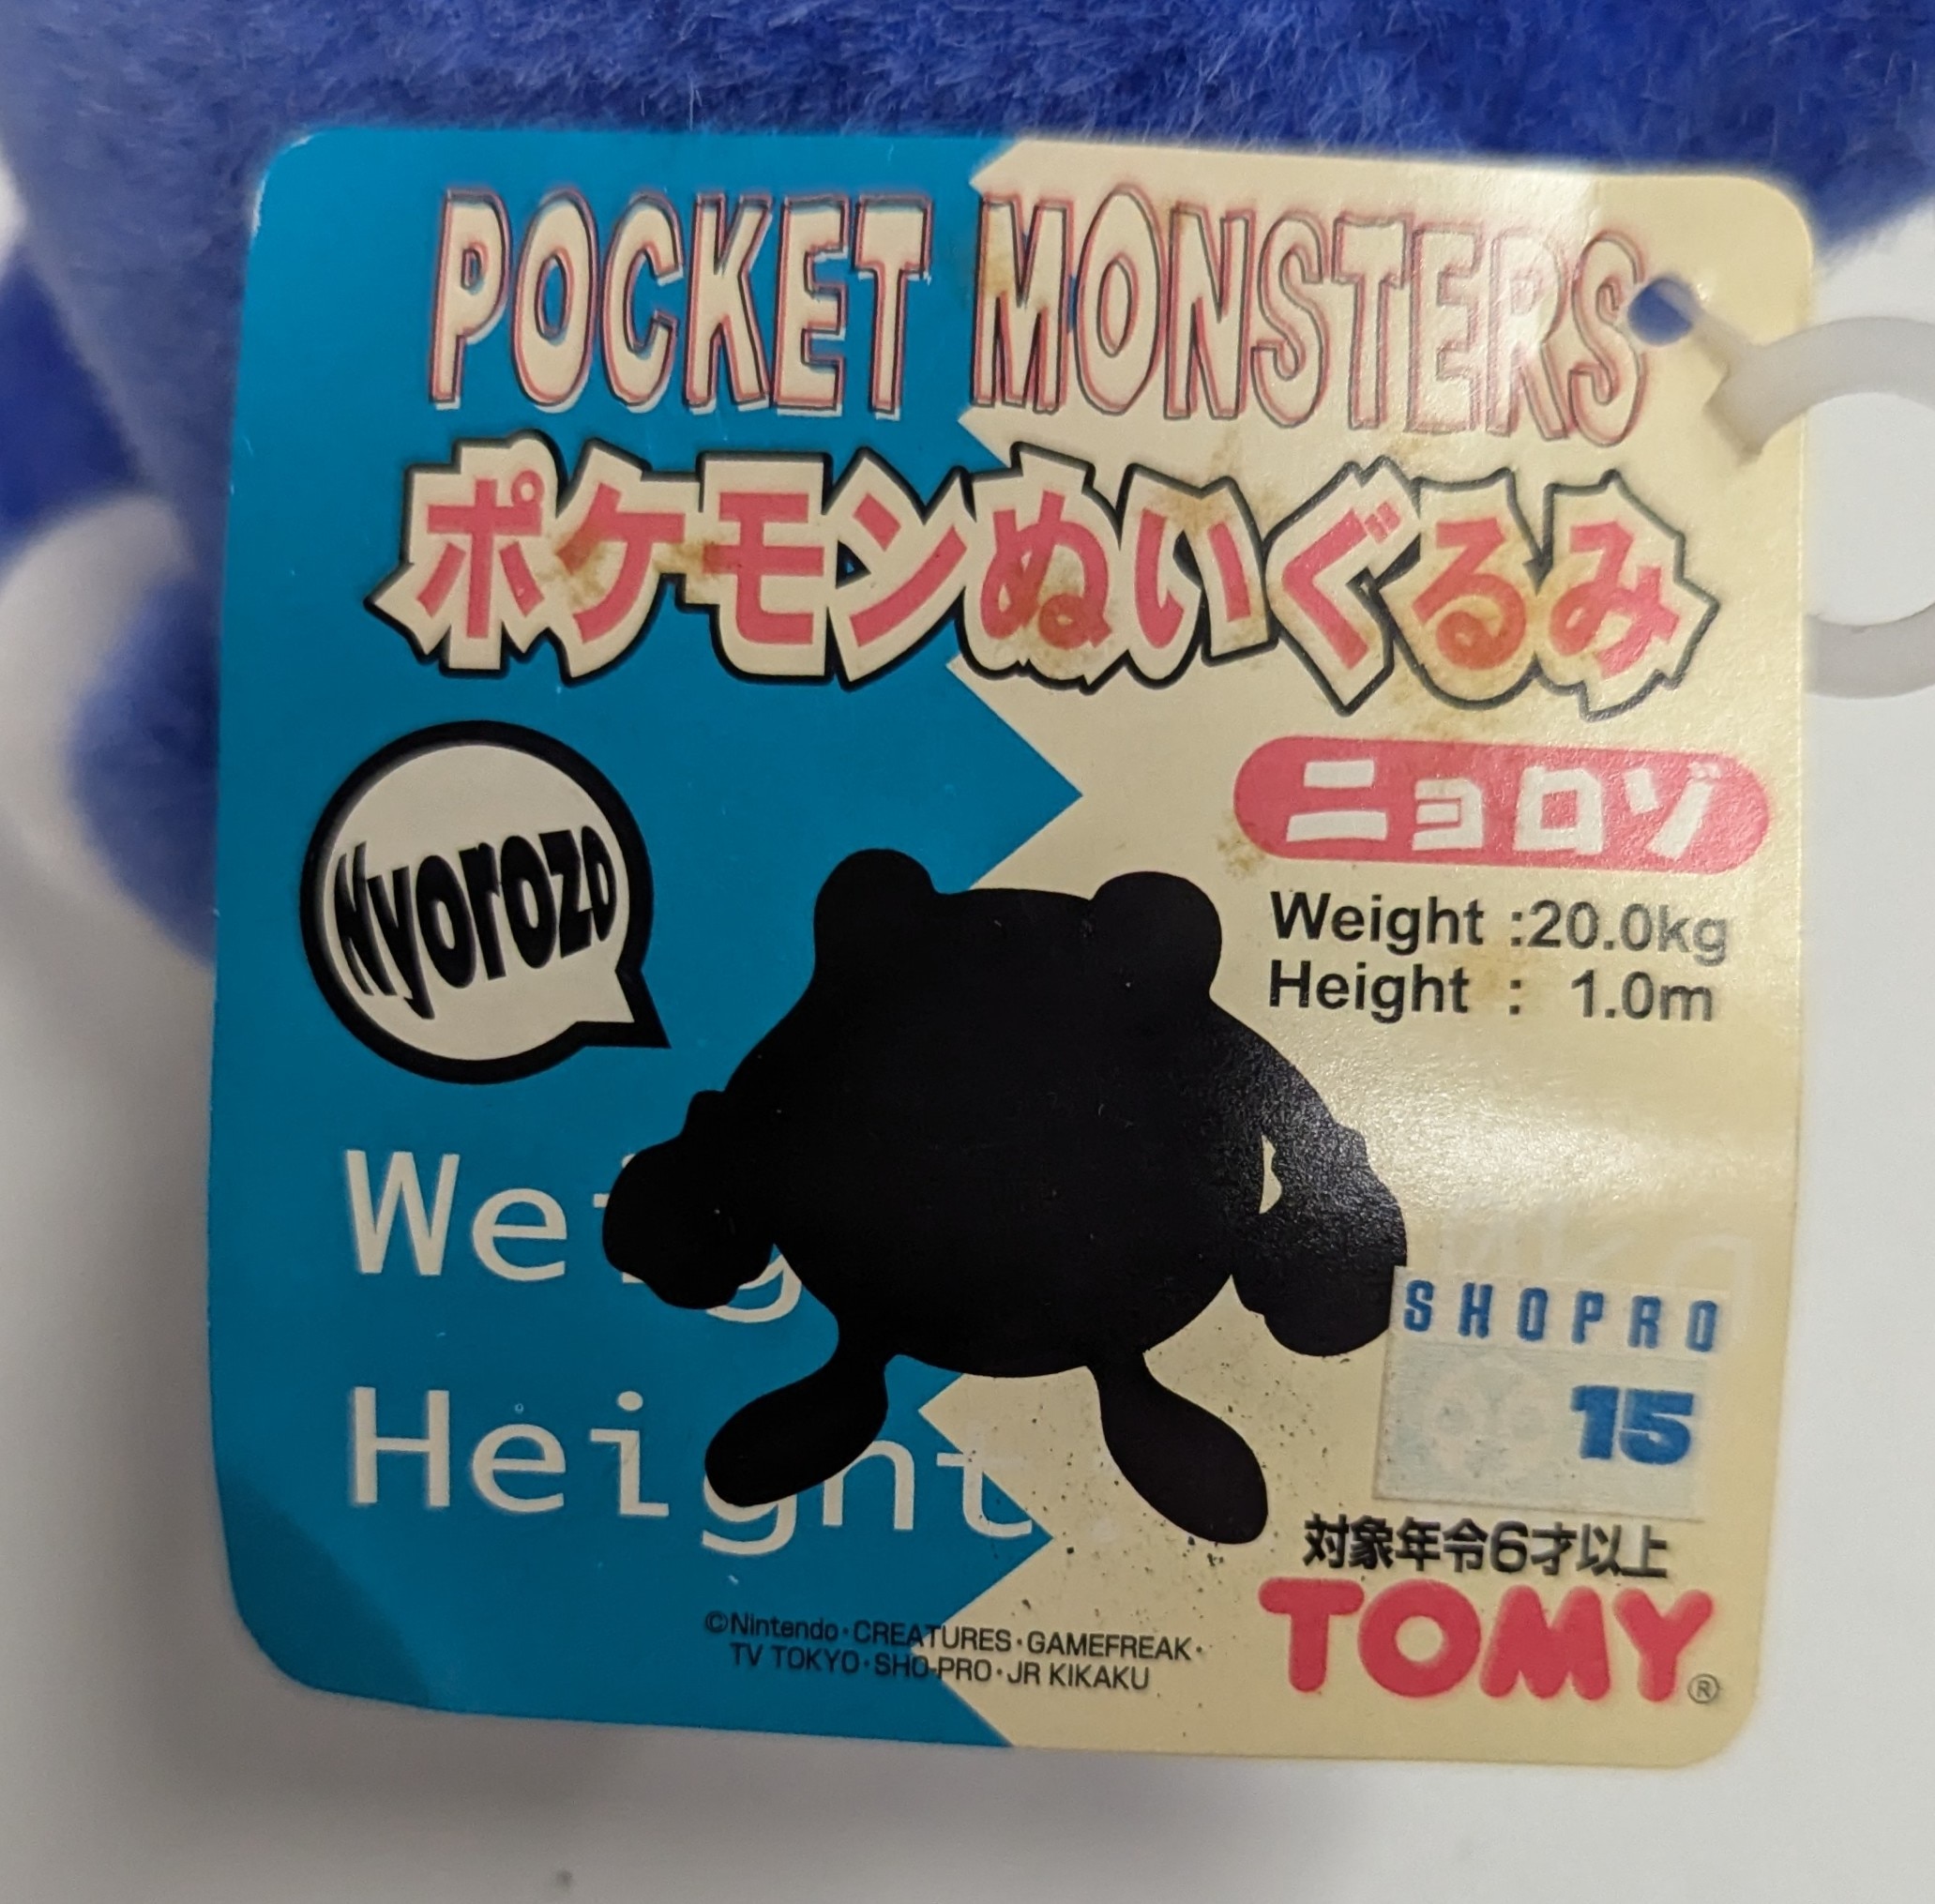 POCKET MONSTERS
ポケモンぬいぐるみ
Nyorozo
ニョロゾ
Weight :20.0kg
Height : 1.0m
Height
SHOPRO
15
対象年令6才以上
TOMY®
©Nintendo・CREATURES・GAMEFREAK・
TV TOKYO・SHO-PRO・JR KIKAKU